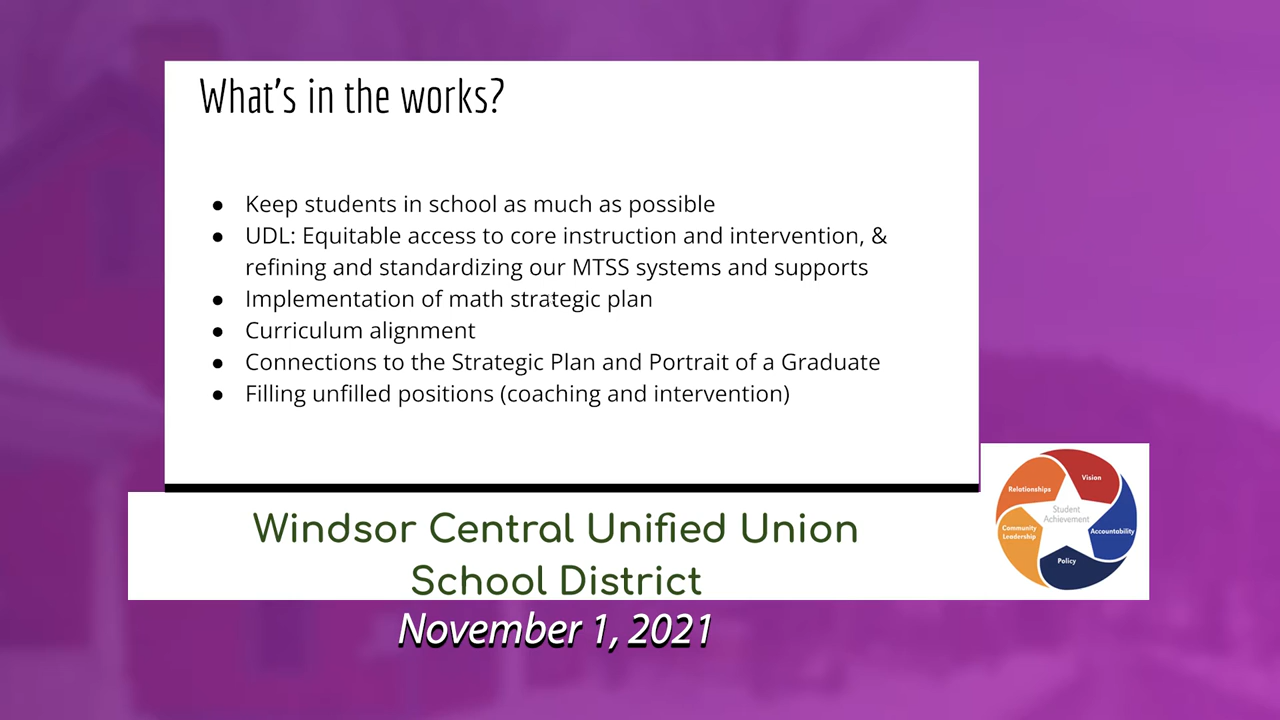 What's in the works?
● Keep students in school as much as possible
● UDL: Equitable access to core instruction and intervention, &
refining and standardizing our MTSS systems and supports
● Implementation of math strategic plan
● Curriculum alignment
● Connections to the Strategic Plan and Portrait of a Graduate
● Filling unfilled positions (coaching and intervention)
Relationships
Vision
Student
Achievement
Community
Leadership
Accountability
Policy
Windsor Central Unified Union
School District
November 1, 2021